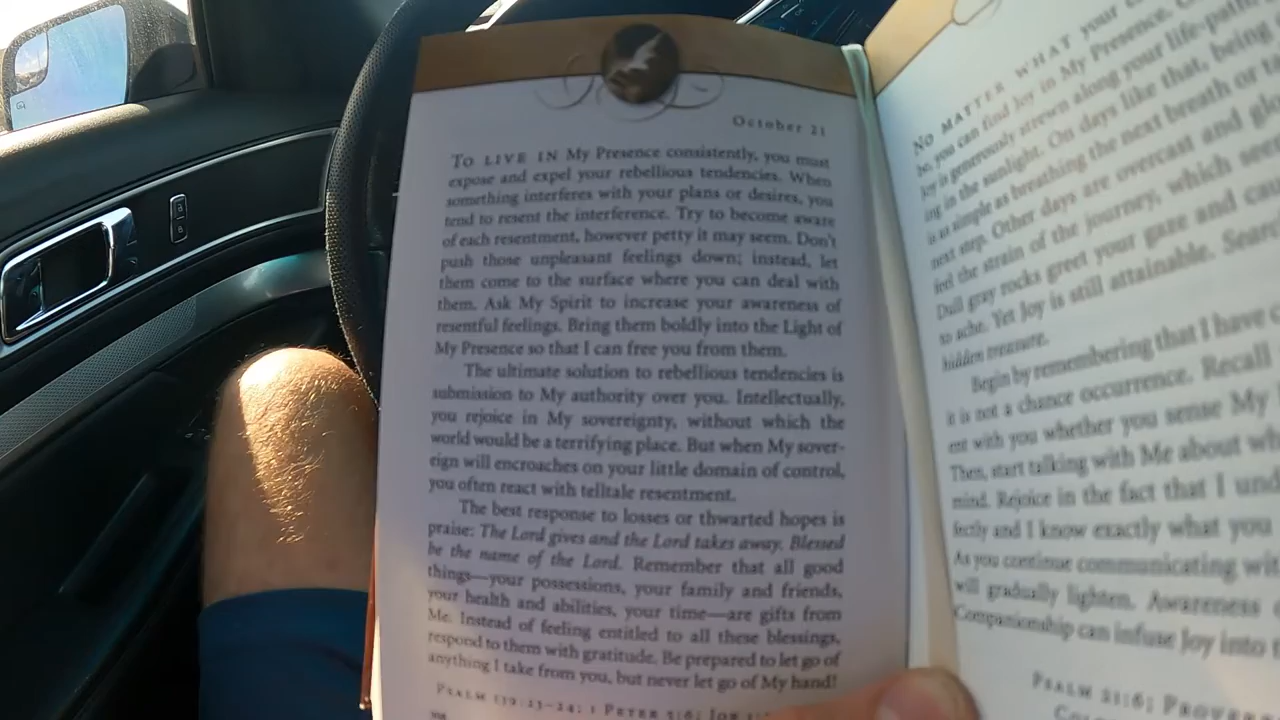 October 21
TO LIVE IN My Presence consistently, you must
expose and expel your rebellious tendencies. When
something interferes with your plans or desires, you
tend to resent the interference. Try to become aware
of each resentment, however petty it may seem. Don't
push those unpleasant feelings down; instead, let
them come to the surface where you can deal with
them. Ask My Spirit to increase your awareness of
resentful feelings. Bring them boldly into the Light of
My Presence so that I can free you from them.
The ultimate solution to rebellious tendencies is
submission to My authority over you. Intellectually,
you rejoice in My sovereignty, without which the
world would be a terrifying place. But when My sover-
eign will encroaches on your little domain of control,
you often react with telltale resentment.
The best response to losses or thwarted hopes is
praise: The Lord gives and the Lord takes away. Blessed
be the name of the Lord. Remember that all good
things—your possessions, your family and friends,
your health and abilities, your time—are gifts from
Me. Instead of feeling entitled to all these blessings,
respond to them with gratitude. Be prepared to let go of
anything I take from you, but never let go of My hand!
PSALM 139:23–24; 1 PETER 5:6; JOB
NO MATTER WHAT your
be, you can find Joy in My Presence.
Joy is generously strewn along your life-path
ing in the sunlight. On days like that, being
is as simple as breathing the next breath or
next step. Other days are overcast and
feel the strain of the journey, which
Dull gray rocks greet your gaze and
to ache. Yet Joy is still attainable.
hidden treasure.
Begin by remembering that I have
it is not a chance occurrence. Recall
ent with you whether you sense My
Then, start talking with Me about
mind. Rejoice in the fact that I
fectly and I know exactly what you
As you continue communicating
will gradually lighten. Awareness
Companionship can infuse Joy into
PSALM 21:6;